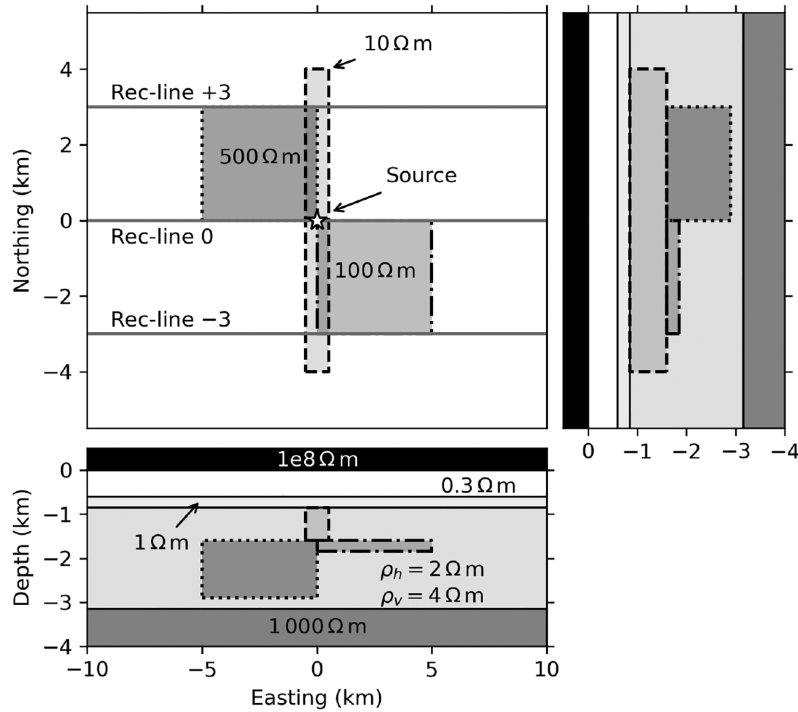 10 Ω m
4
Rec-line +3
2
500 Ω m
Source
0
Rec-line 0
100 Ω m
−2
Rec-line −3
−4
Northing (km)
0 −1 −2 −3 −4
1e8 Ω m
0
0.3 Ω m
−1
1 Ω m
−2
ρh = 2 Ω m
ρv = 4 Ω m
−3
1 000 Ω m
−4
Depth (km)
−10 −5 0 5 10
Easting (km)